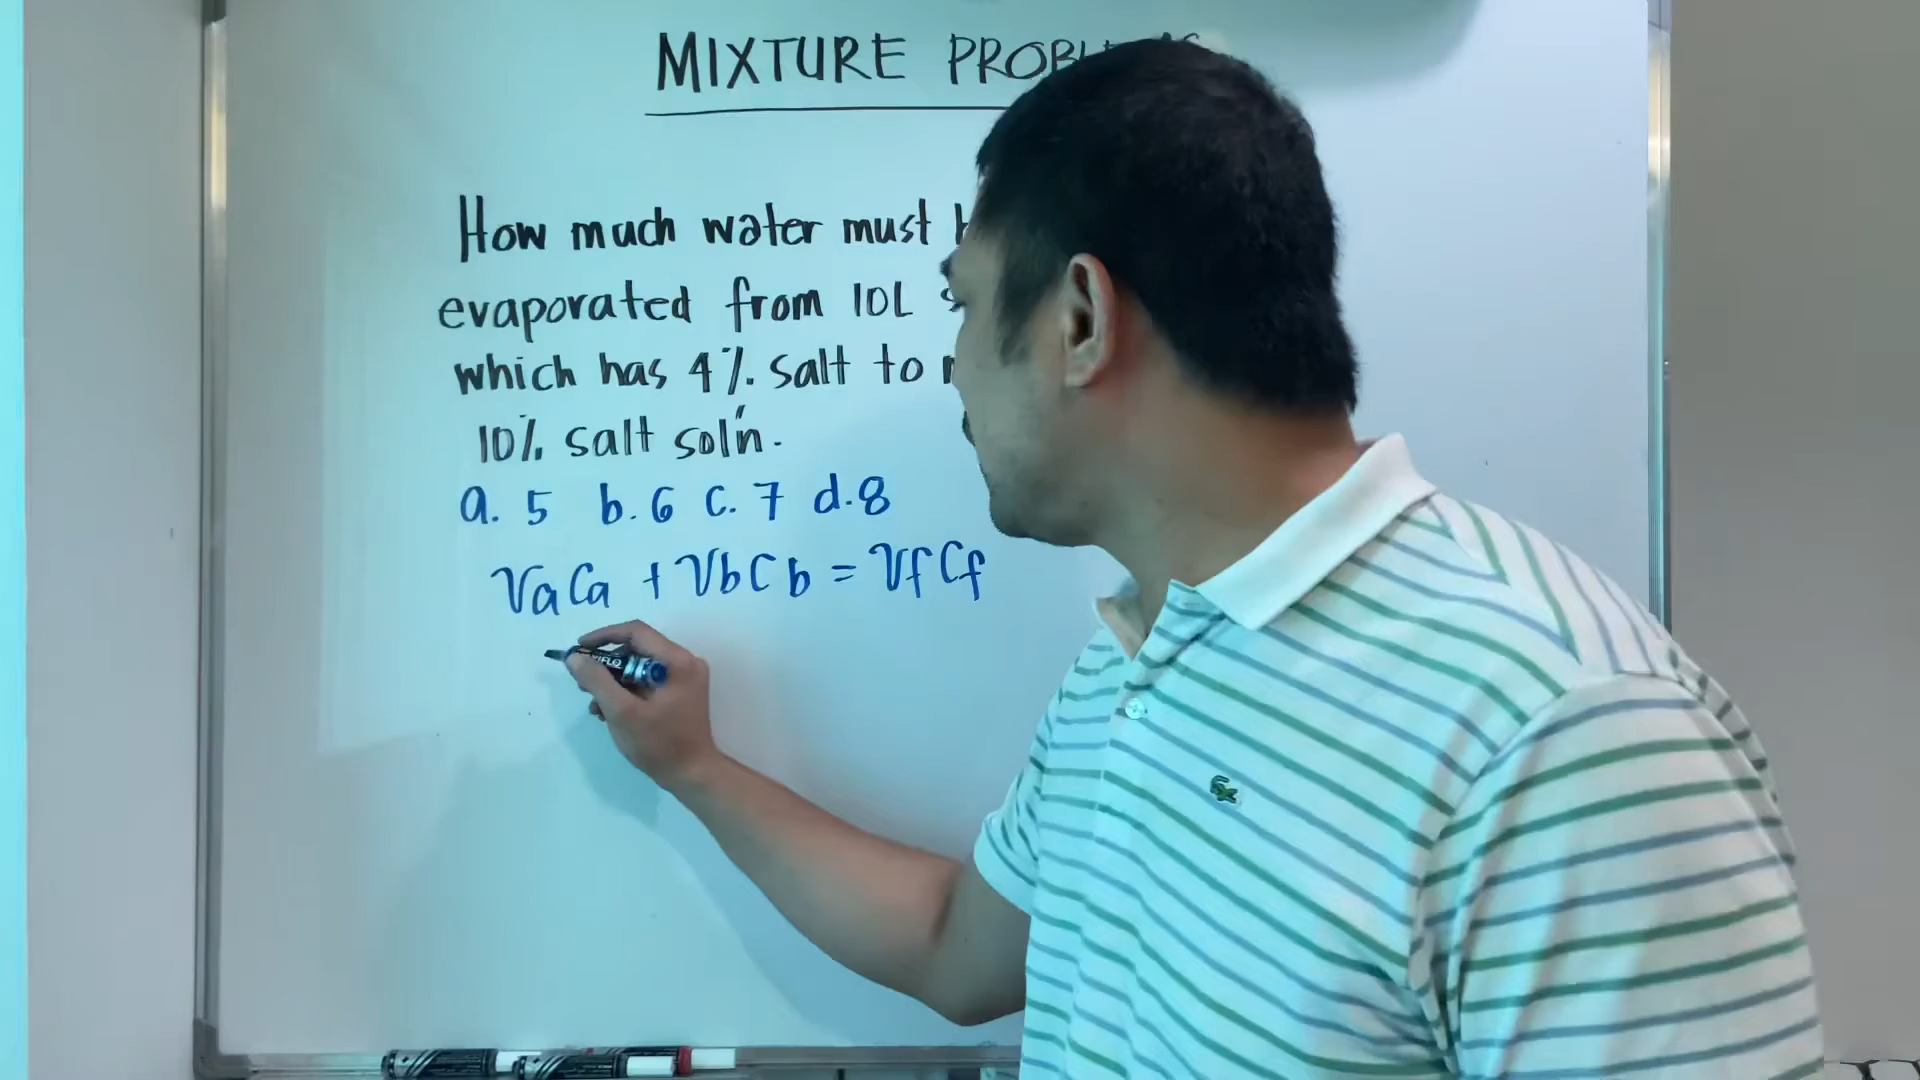 MIXTURE
How much water must
evaporated from 10L
which has 4% salt to
10% salt sol'n.
a. 5 b. 6 c. 7 d. 8
VaCa + VbCb = VfCf